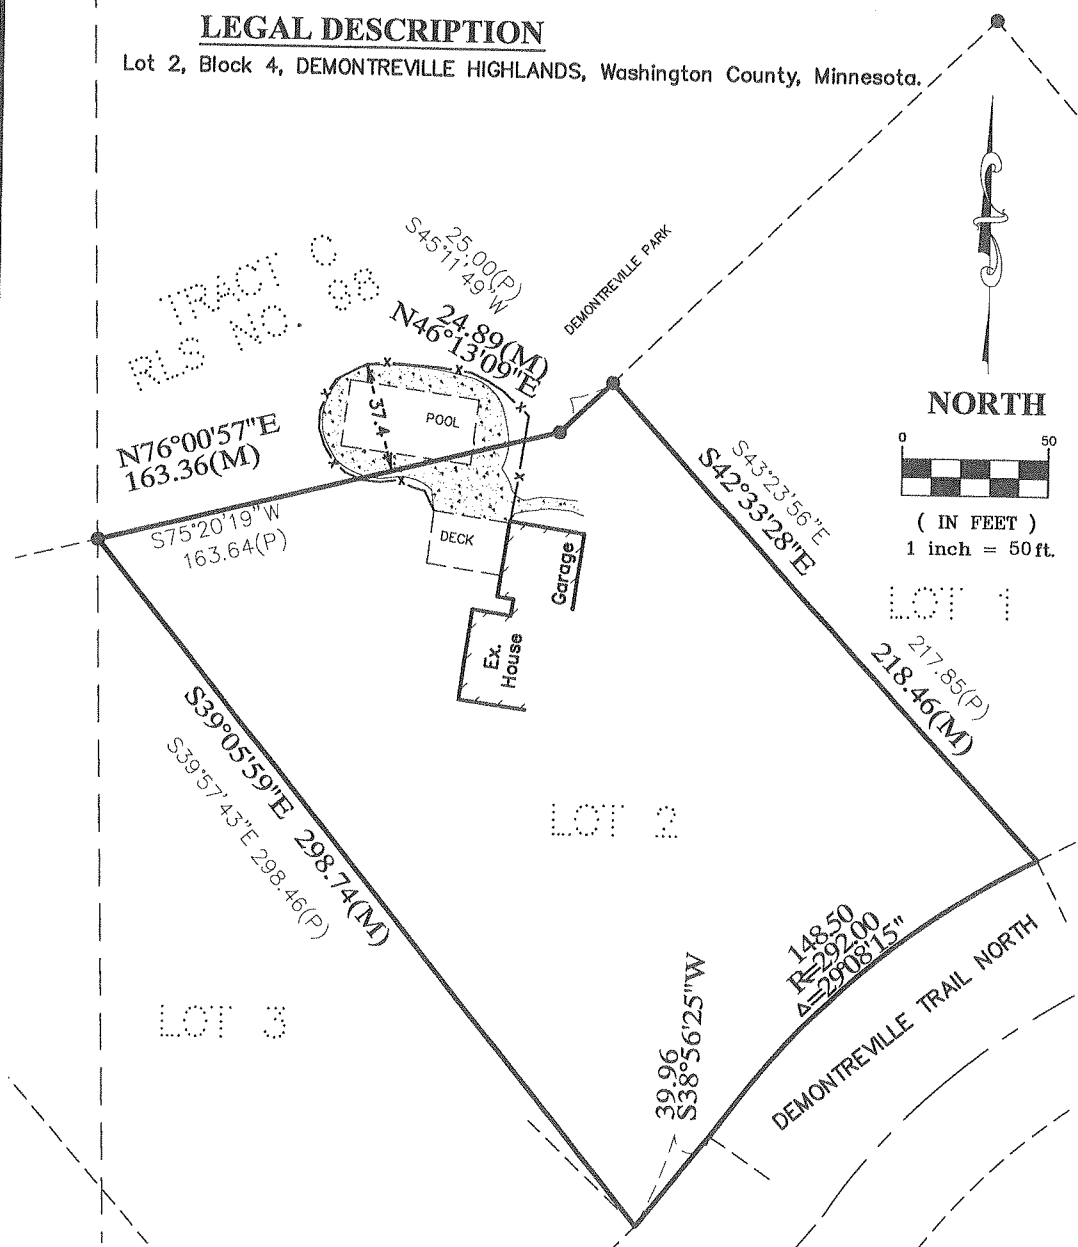 LEGAL DESCRIPTION
Lot 2, Block 4, DEMONTREVILLE HIGHLANDS, Washington County, Minnesota.
TRACT C
RLS NO. 98
25.00(P)
S45°11'49"W
24.89(M)
N46°13'09"E
DEMONTREVILLE PARK
NORTH
0 50
( IN FEET )
1 inch = 50ft.
N76°00'57"E
163.36(M)
S75°20'19"W
163.64(P)
37.4
POOL
DECK
Garage
Ex.
House
S43°23'56"E
S42°33'28"E
LOT 1
217.85(P)
218.46(M)
S39°05'59"E 298.74(M)
S39°57'43"E 298.46(P)
LOT 2
LOT 3
148.50
R=292.00
Δ=29°08'15"
39.96
S38°56'25"W
DEMONTREVILLE TRAIL NORTH